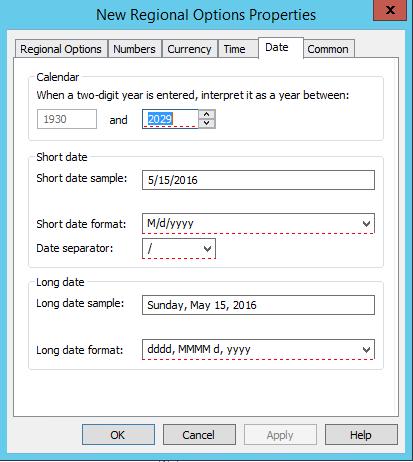 New Regional Options Properties
x
Regional Options Numbers Currency Time Date Common
Calendar
When a two-digit year is entered, interpret it as a year between:
1930 and 2029
Short date
Short date sample: 5/15/2016
Short date format: M/d/yyyy
Date separator: /
Long date
Long date sample: Sunday, May 15, 2016
Long date format: dddd, MMMM d, yyyy
OK Cancel Apply Help